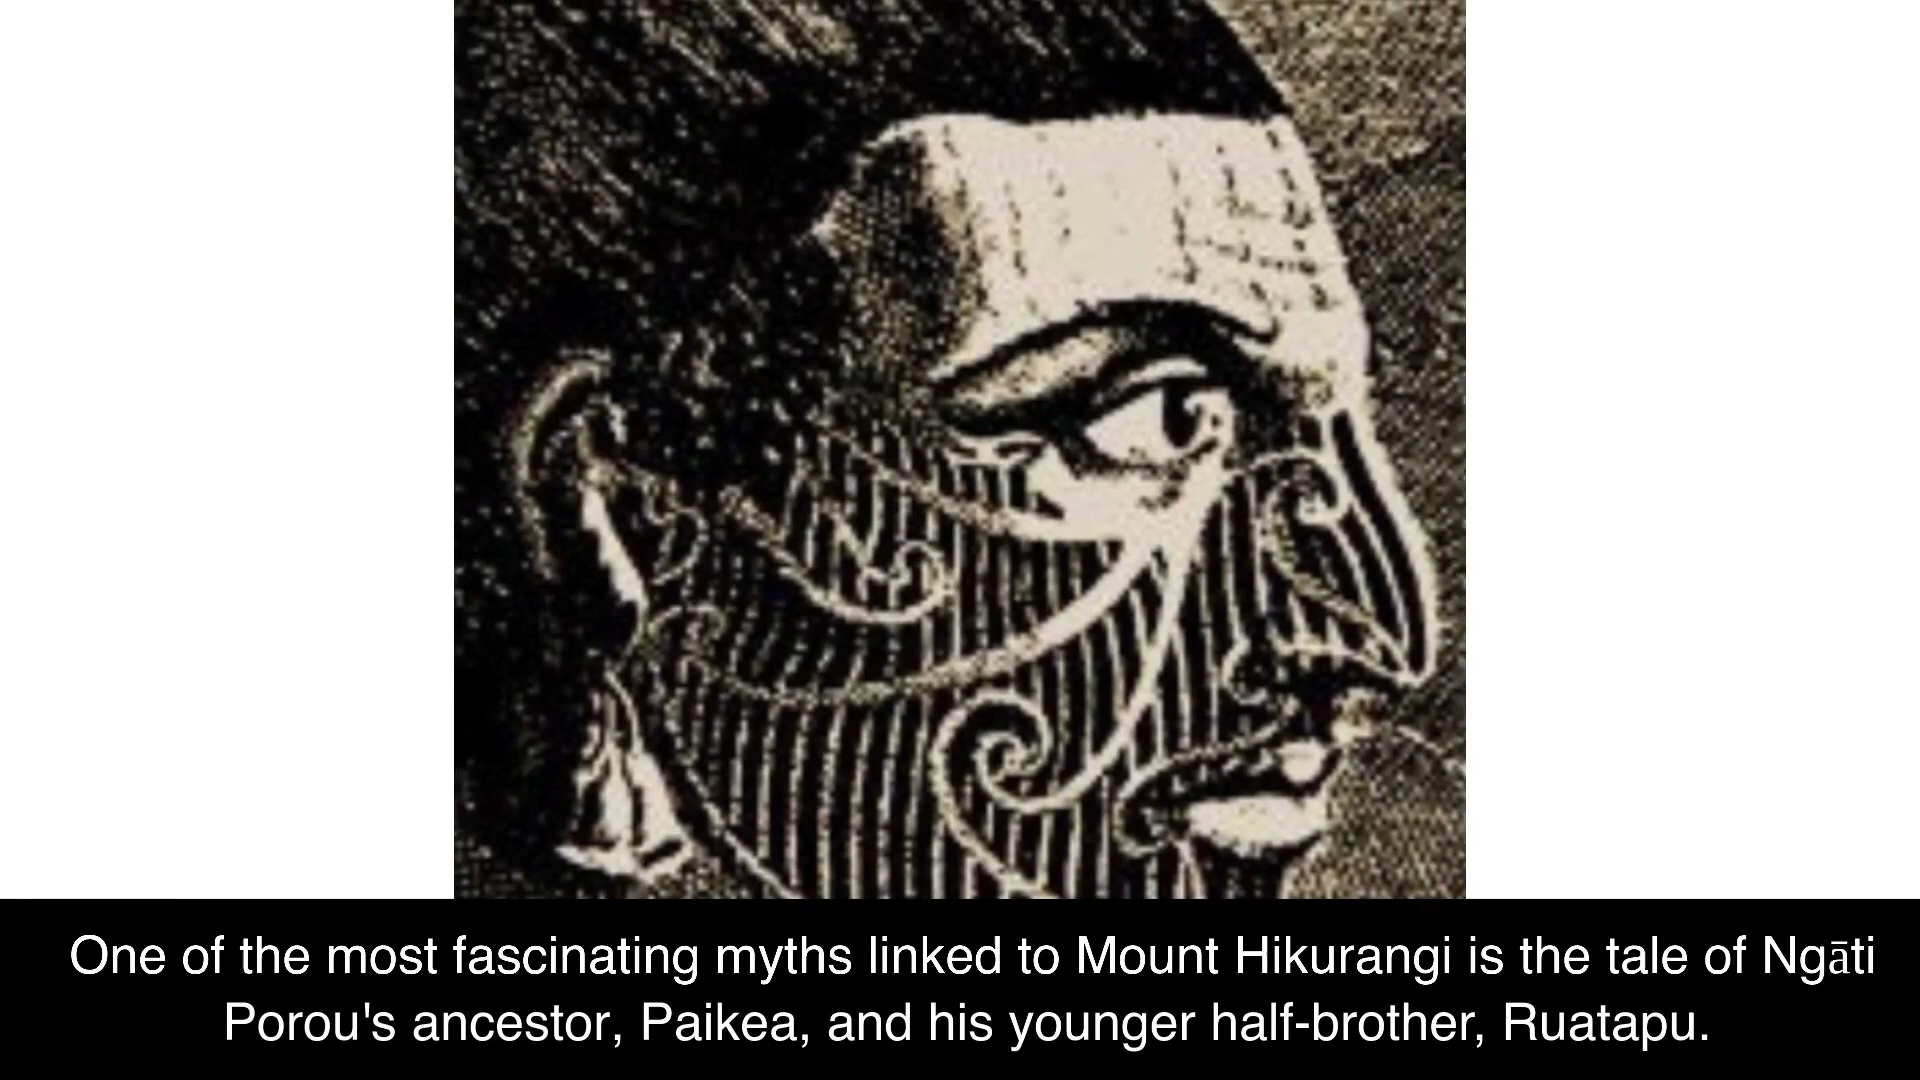 One of the most fascinating myths linked to Mount Hikurangi is the tale of Ngāti
Porou's ancestor, Paikea, and his younger half-brother, Ruatapu.